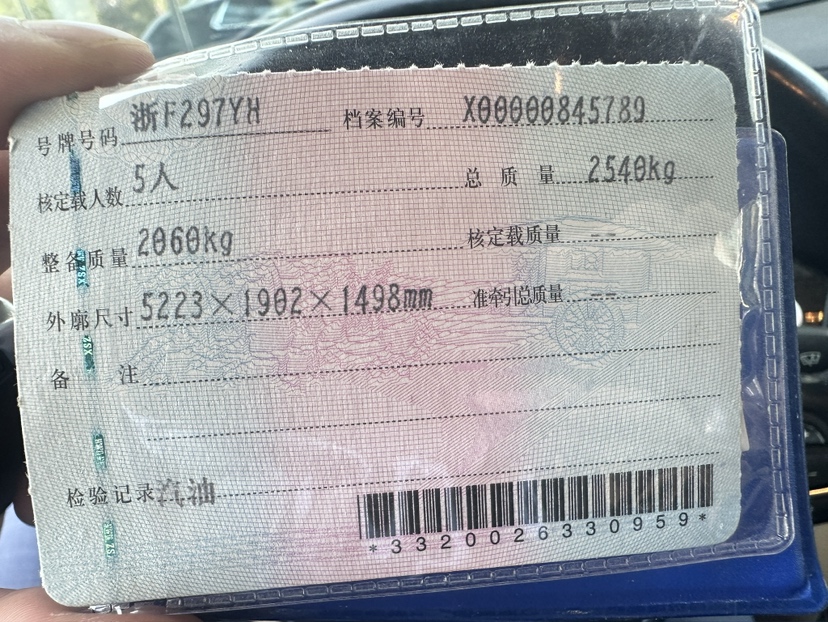 号牌号码 浙F297YH 档案编号 X00000845789
核定载人数 5人 总质量 2540kg
整备质量 2060kg 核定载质量 --
外廓尺寸 5223×1902×1498mm 准牵引总质量 --
备注
检验记录 汽油
*3320026330959*